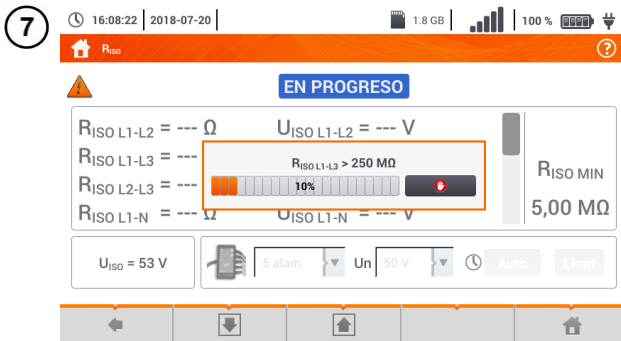 7
16:08:22 2018-07-20 1.8 GB 100 %
RISO ?
EN PROGRESO
RISO L1-L2 = --- Ω UISO L1-L2 = --- V
RISO L1-L3 = ---
RISO L1-L3 > 250 MΩ
RISO L2-L3 = ---
10%
RISO L1-N = --- Ω UISO L1-N = --- V
RISO MIN
5,00 MΩ
UISO = 53 V 5 alam. Un 50 V Auto Limit